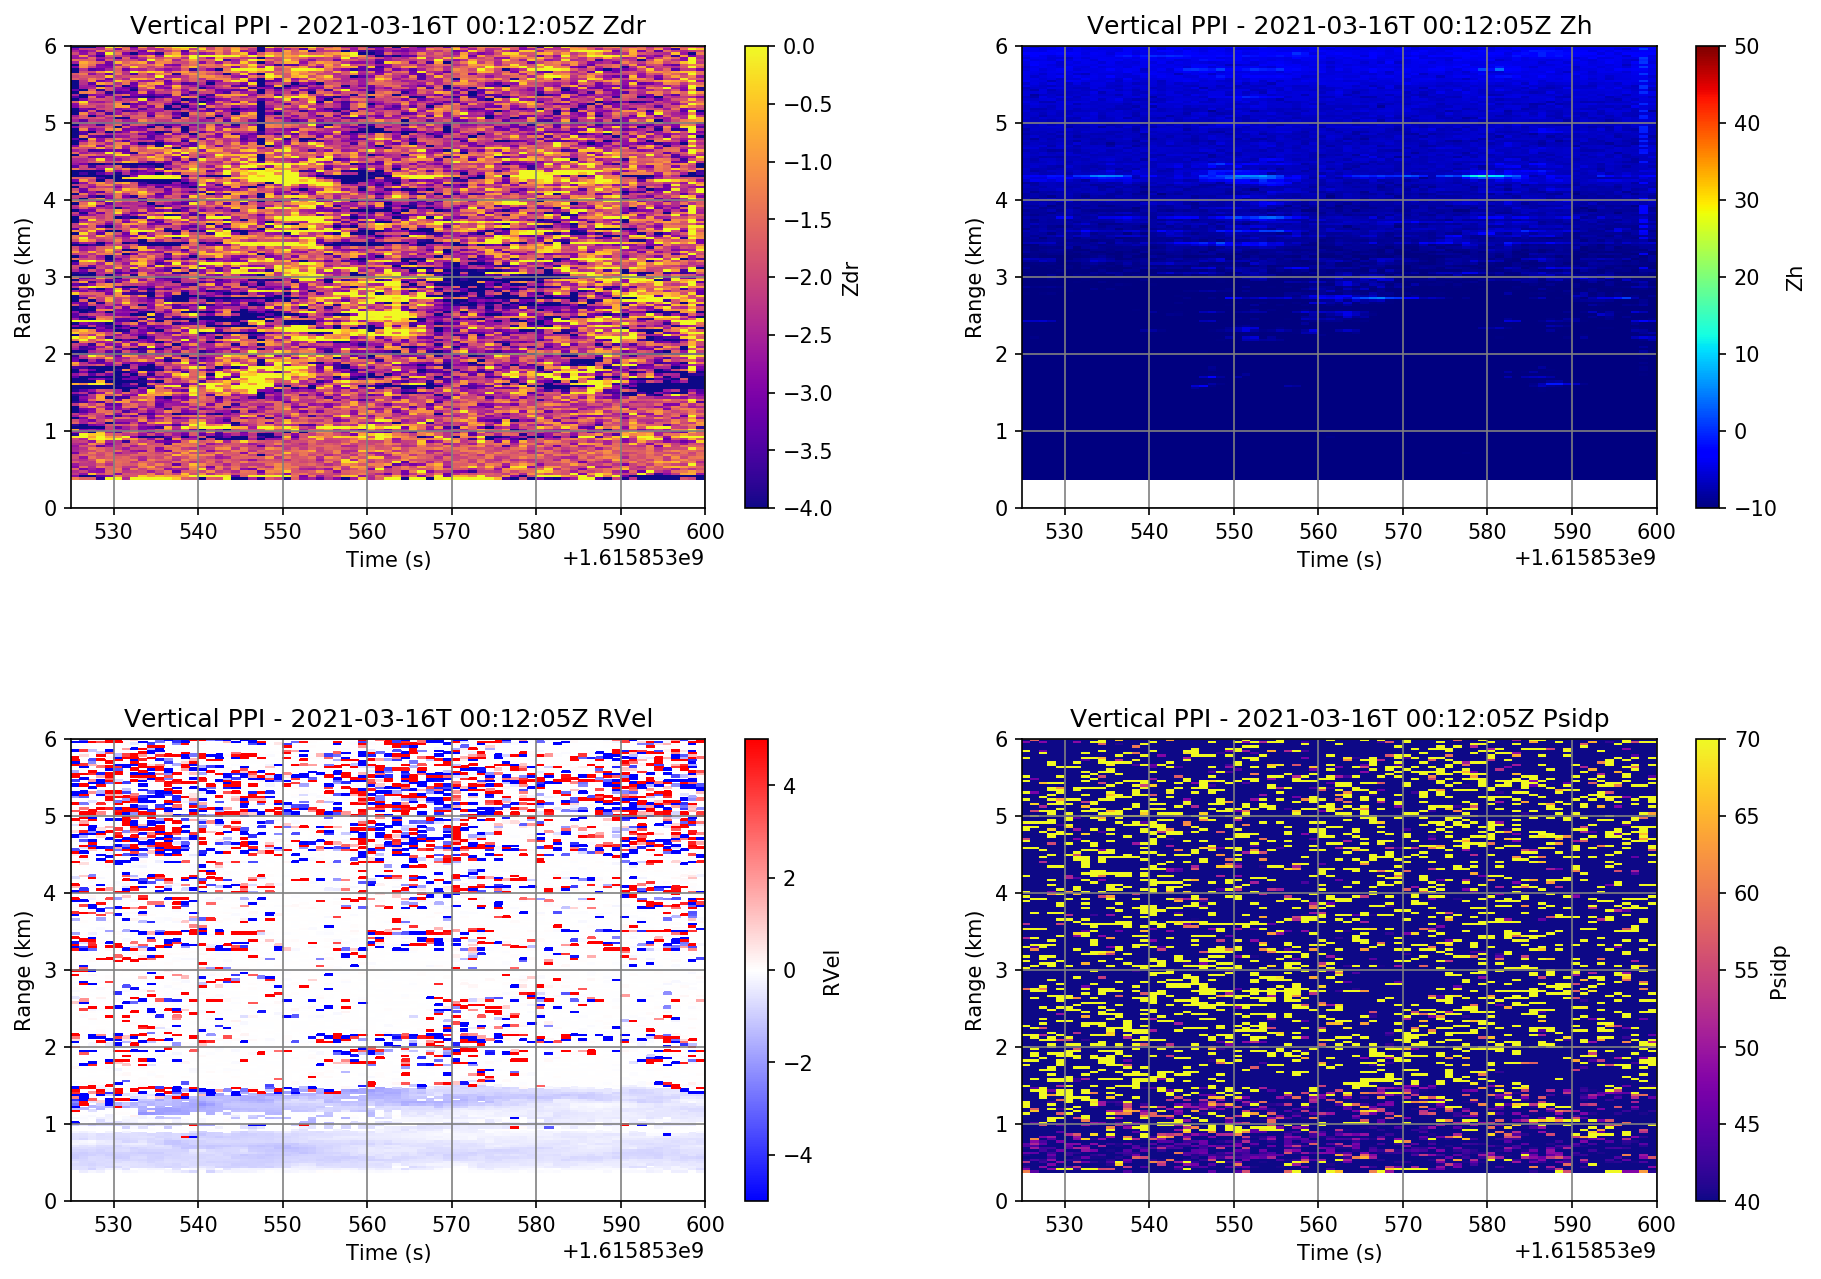 Vertical PPI - 2021-03-16T 00:12:05Z Zdr
6
5
4
3
2
1
0
Range (km)
530 540 550 560 570 580 590 600
Time (s)
+1.615853e9
0.0
−0.5
−1.0
−1.5
−2.0
−2.5
−3.0
−3.5
−4.0
Zdr
Vertical PPI - 2021-03-16T 00:12:05Z Zh
6
5
4
3
2
1
0
Range (km)
530 540 550 560 570 580 590 600
Time (s)
+1.615853e9
50
40
30
20
10
0
−10
Zh
Vertical PPI - 2021-03-16T 00:12:05Z RVel
6
5
4
3
2
1
0
Range (km)
530 540 550 560 570 580 590 600
Time (s)
+1.615853e9
4
2
0
−2
−4
RVel
Vertical PPI - 2021-03-16T 00:12:05Z Psidp
6
5
4
3
2
1
0
Range (km)
530 540 550 560 570 580 590 600
Time (s)
+1.615853e9
70
65
60
55
50
45
40
Psidp